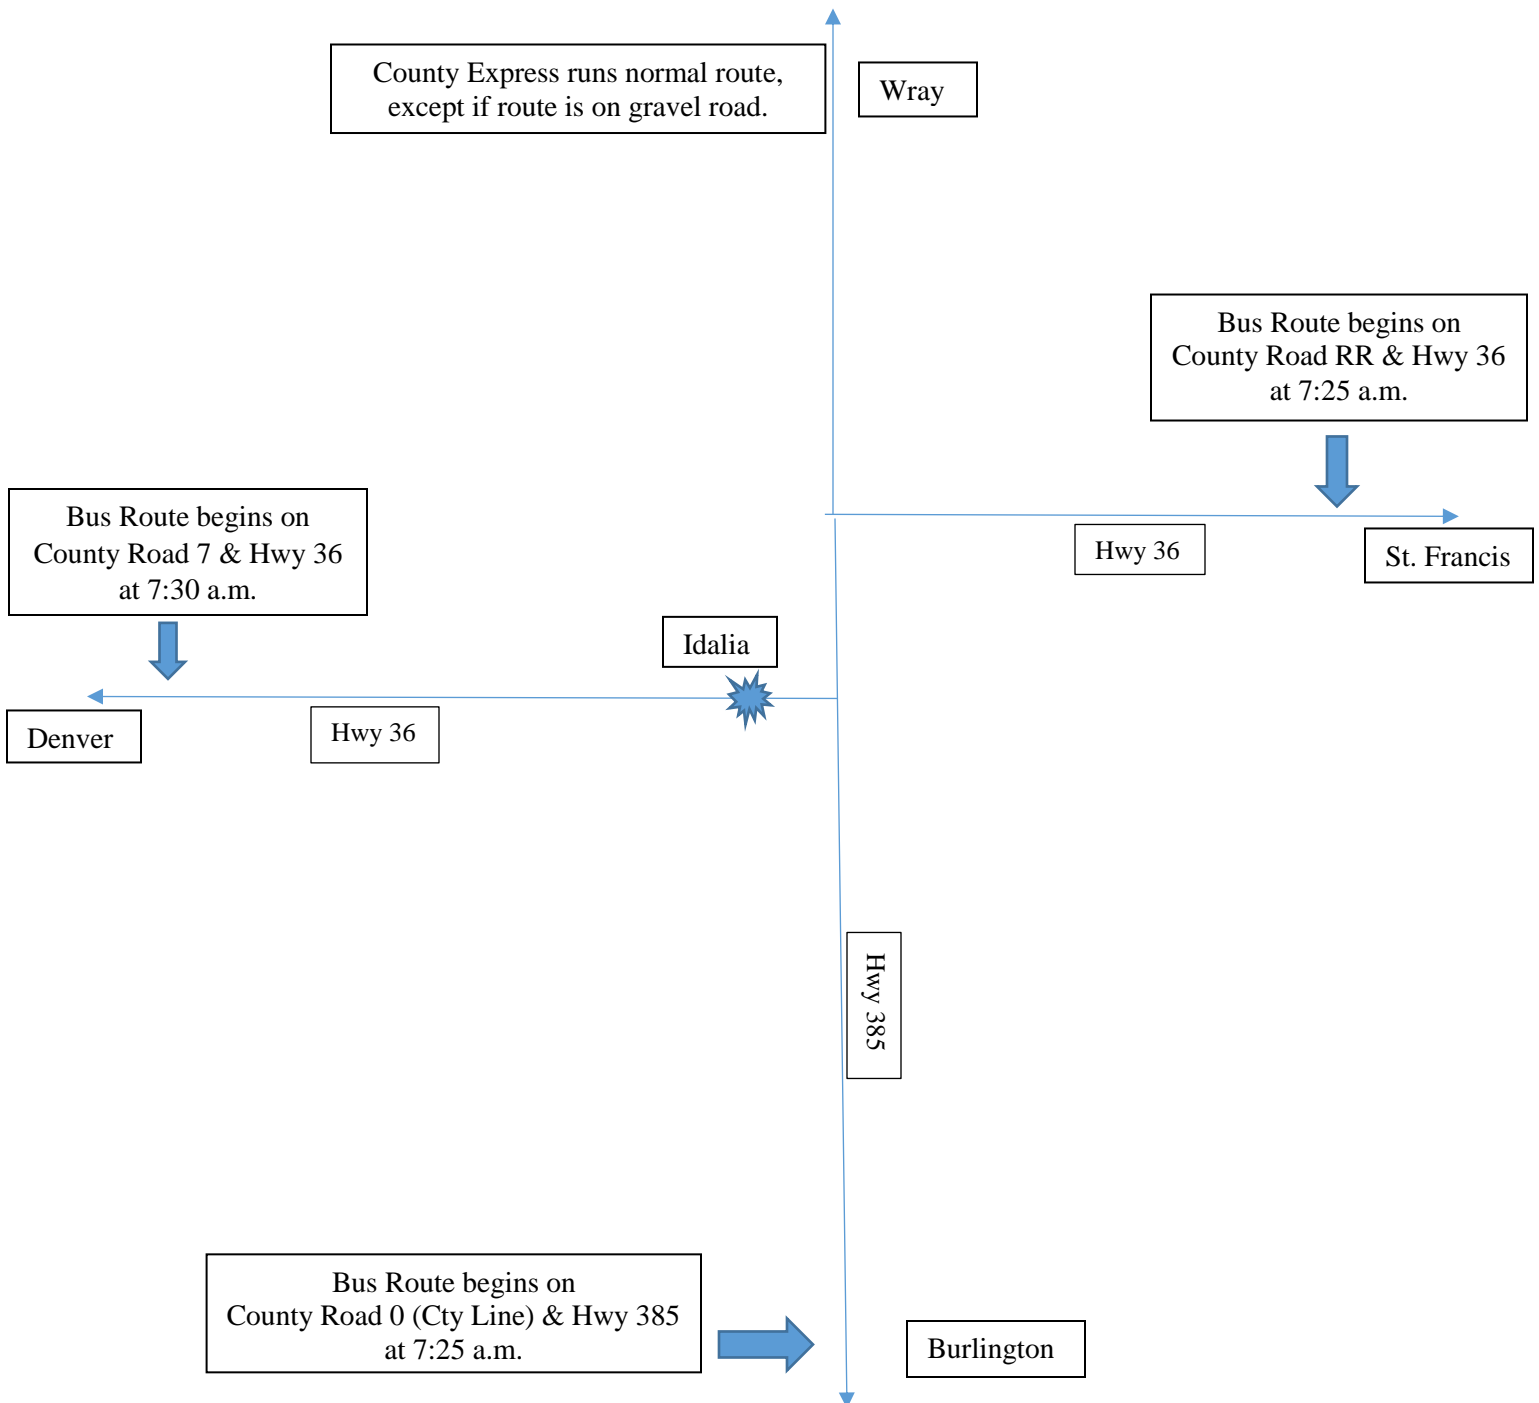 County Express runs normal route,
except if route is on gravel road.
Wray
Bus Route begins on
County Road RR & Hwy 36
at 7:25 a.m.
Bus Route begins on
County Road 7 & Hwy 36
at 7:30 a.m.
Hwy 36
St. Francis
Idalia
Denver
Hwy 36
Hwy 385
Bus Route begins on
County Road 0 (Cty Line) & Hwy 385
at 7:25 a.m.
Burlington